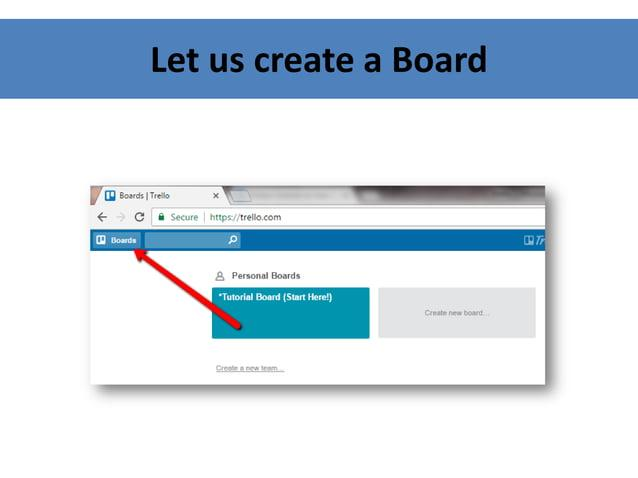 Let us create a Board
Boards | Trello
Secure
https://trello.com
Boards
Personal Boards
*Tutorial Board (Start Here!)
Create new board...
Create a new team...